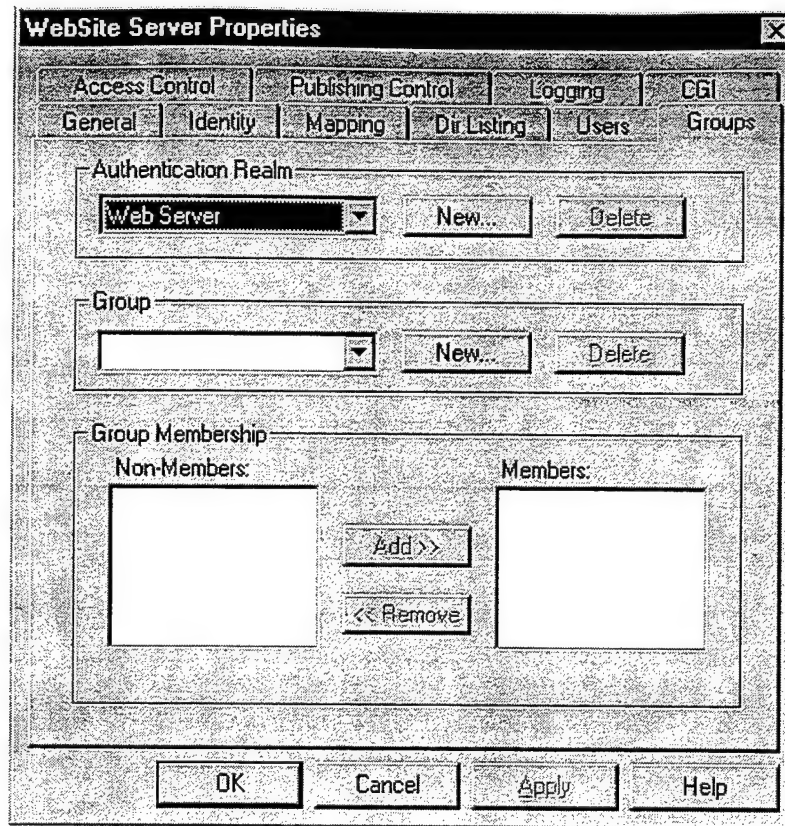 WebSite Server Properties
Access Control Publishing Control Logging CGI
General Identity Mapping Dir Listing Users Groups
Authentication Realm
Web Server New... Delete
Group
New... Delete
Group Membership
Non-Members: Members:
Add >>
<< Remove
OK Cancel Apply Help